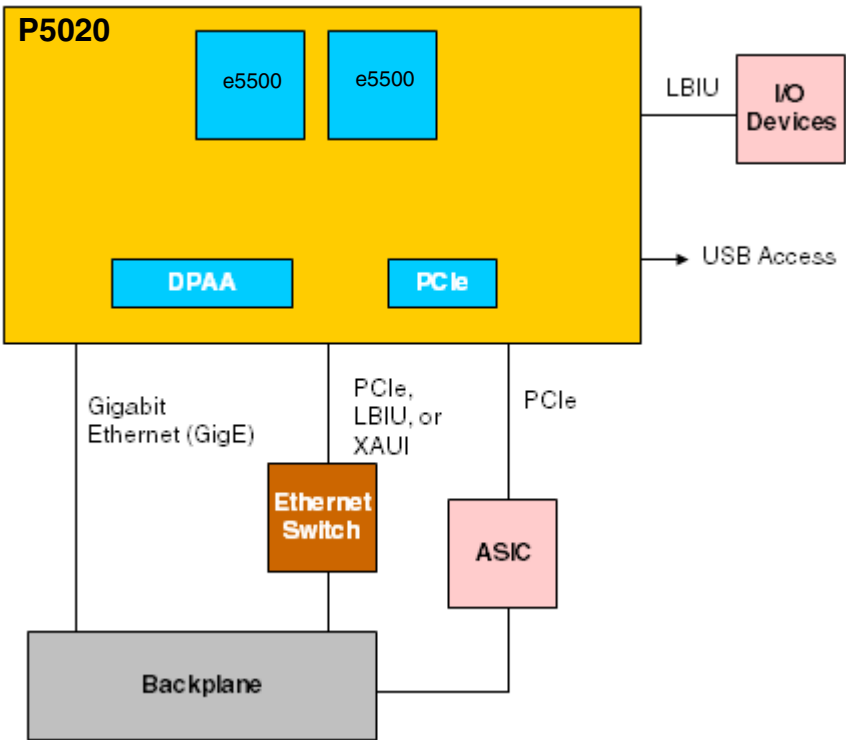 P5020
e5500
e5500
LBIU
I/O
Devices
USB Access
DPAA
PCIe
Gigabit
Ethernet (GigE)
PCIe,
LBIU, or
XAUI
PCIe
Ethernet
Switch
ASIC
Backplane